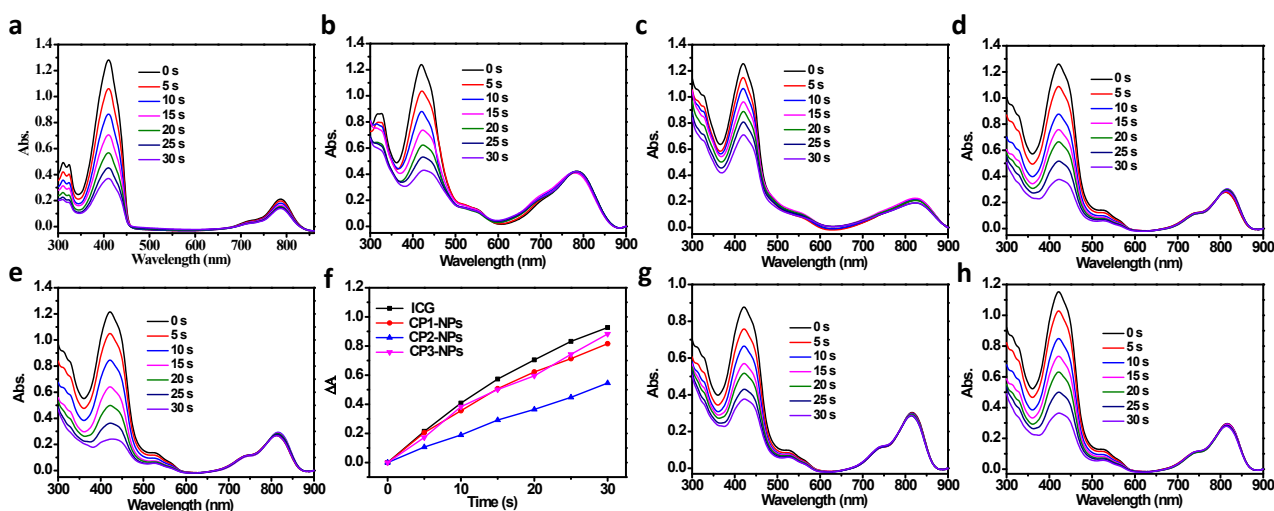 a
1.4
1.2
1.0
0.8
0.6
0.4
0.2
0.0
Abs.
0 s
5 s
10 s
15 s
20 s
25 s
30 s
300 400 500 600 700 800
Wavelength (nm)
b
1.4
1.2
1.0
0.8
0.6
0.4
0.2
0.0
Abs.
0 s
5 s
10 s
15 s
20 s
25 s
30 s
300 400 500 600 700 800 900
Wavelength (nm)
c
1.4
1.2
1.0
0.8
0.6
0.4
0.2
0.0
Abs.
0 s
5 s
10 s
15 s
20 s
25 s
30 s
300 400 500 600 700 800 900
Wavelength (nm)
d
1.4
1.2
1.0
0.8
0.6
0.4
0.2
0.0
Abs.
0 s
5 s
10 s
15 s
20 s
25 s
30 s
300 400 500 600 700 800 900
Wavelength (nm)
e
1.4
1.2
1.0
0.8
0.6
0.4
0.2
0.0
Abs.
0 s
5 s
10 s
15 s
20 s
25 s
30 s
300 400 500 600 700 800 900
Wavelength (nm)
f
1.2
1.0
0.8
0.6
0.4
0.2
0.0
ΔA
ICG
CP1-NPs
CP2-NPs
CP3-NPs
0 10 20 30
Time (s)
g
1.0
0.8
0.6
0.4
0.2
0.0
Abs.
0 s
5 s
10 s
15 s
20 s
25 s
30 s
300 400 500 600 700 800 900
Wavelength (nm)
h
1.2
1.0
0.8
0.6
0.4
0.2
0.0
Abs.
0 s
5 s
10 s
15 s
20 s
25 s
30 s
300 400 500 600 700 800 900
Wavelength (nm)